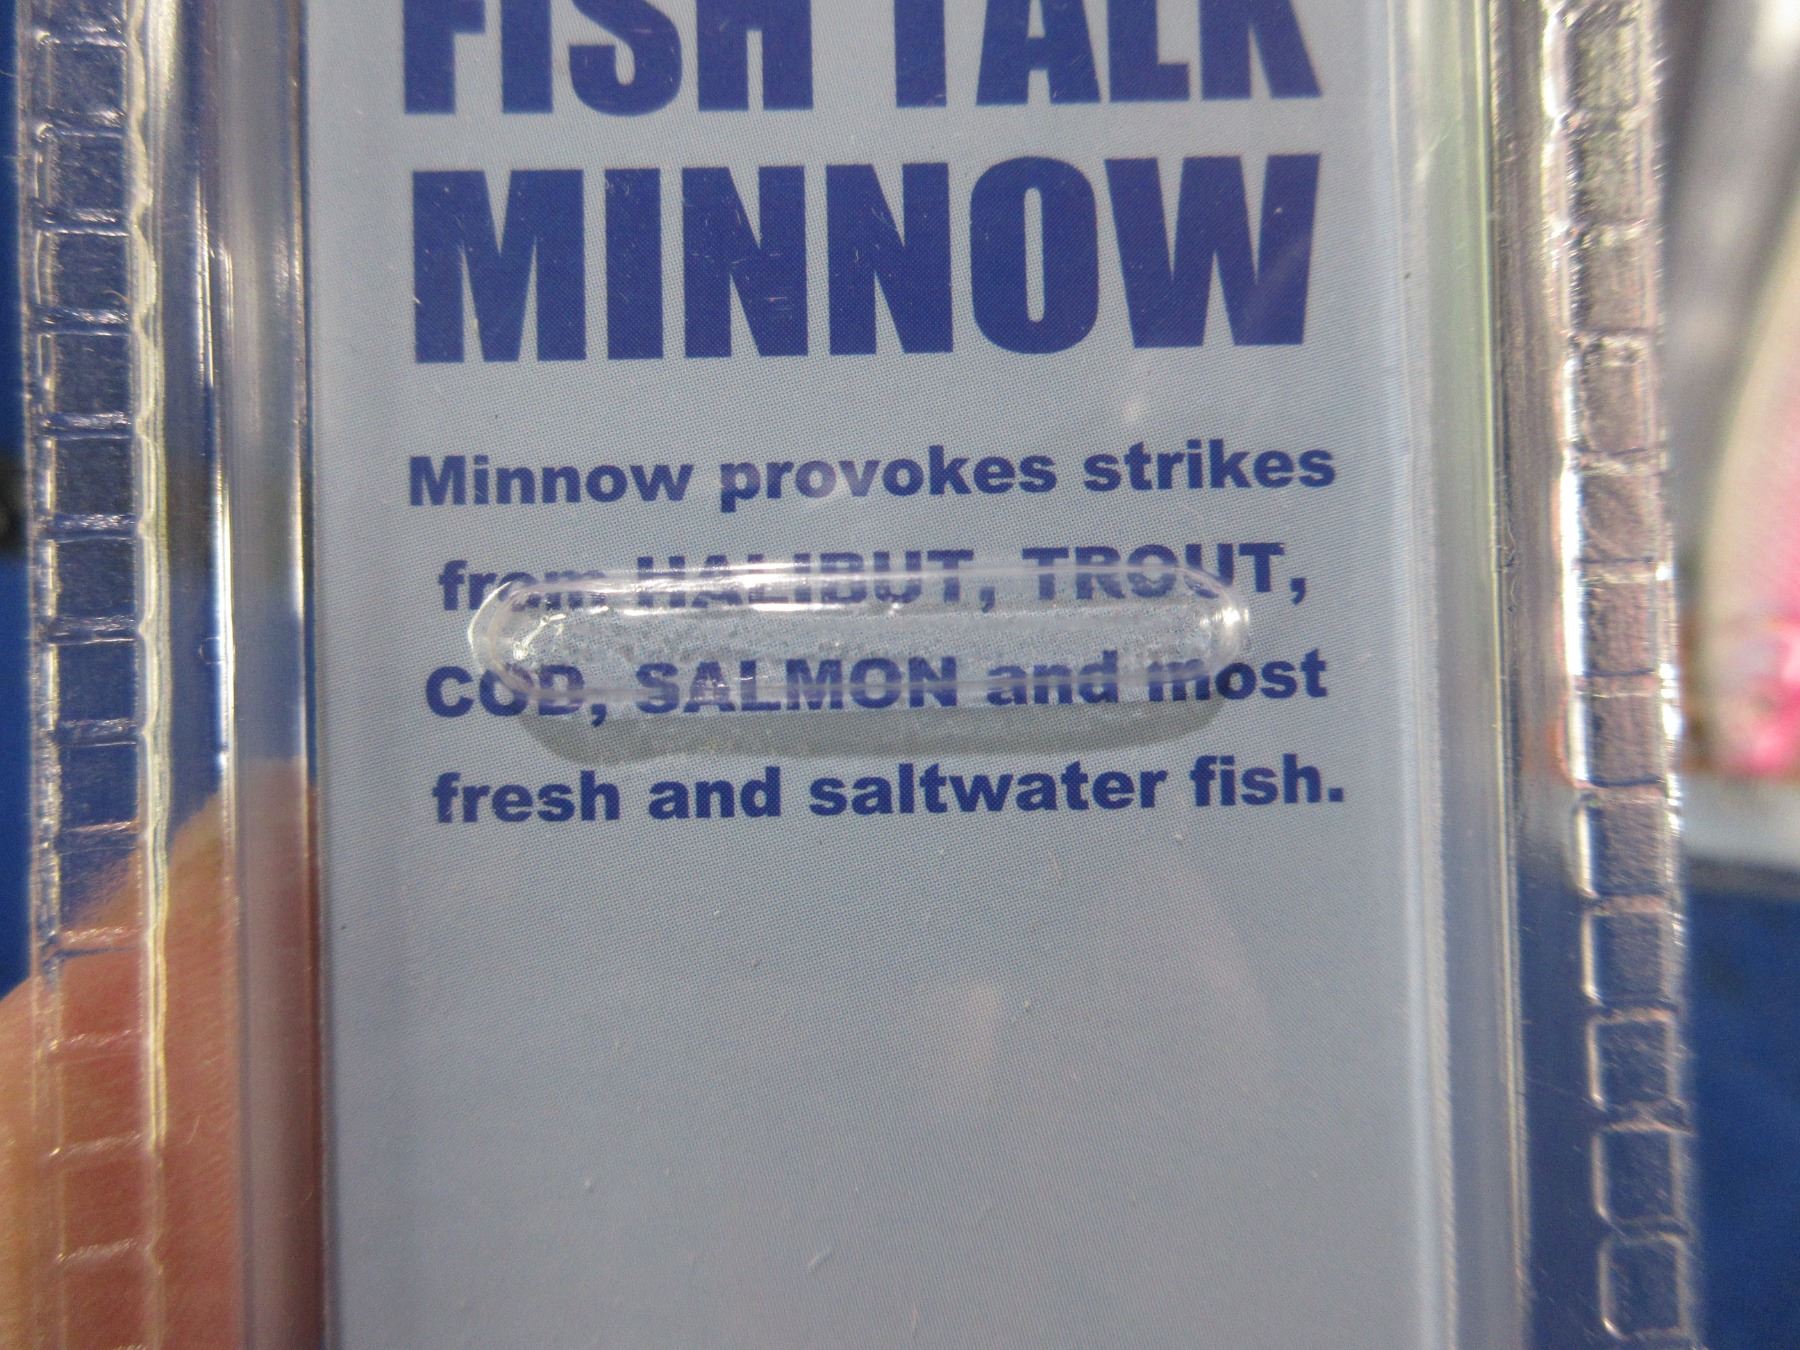 FISH TALK
MINNOW
Minnow provokes strikes
from HALIBUT, TROUT,
COD, SALMON and most
fresh and saltwater fish.